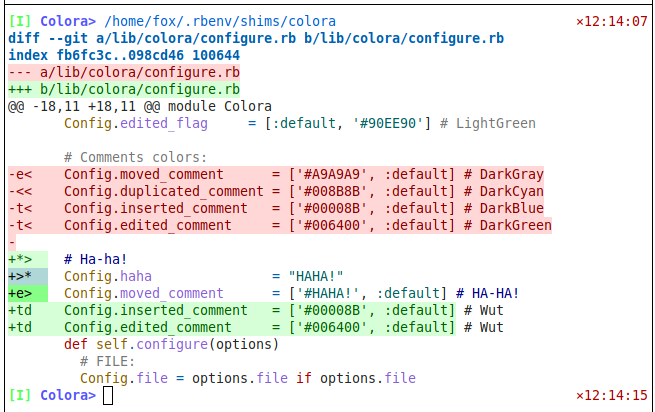 [I] Colora> /home/fox/.rbenv/shims/colora ×12:14:07
diff --git a/lib/colora/configure.rb b/lib/colora/configure.rb
index fb6fc3c..098cd46 100644
--- a/lib/colora/configure.rb
+++ b/lib/colora/configure.rb
@@ -18,11 +18,11 @@ module Colora
       Config.edited_flag     = [:default, '#90EE90'] # LightGreen
       # Comments colors:
-e<    Config.moved_comment      = ['#A9A9A9', :default] # DarkGray
-<<    Config.duplicated_comment = ['#008B8B', :default] # DarkCyan
-t<    Config.inserted_comment   = ['#00008B', :default] # DarkBlue
-t<    Config.edited_comment     = ['#006400', :default] # DarkGreen
-
+*>    # Ha-ha!
+>*    Config.haha               = "HAHA!"
+e>    Config.moved_comment      = ['#HAHA!', :default] # HA-HA!
+td    Config.inserted_comment   = ['#00008B', :default] # Wut
+td    Config.edited_comment     = ['#006400', :default] # Wut
       def self.configure(options)
         # FILE:
         Config.file = options.file if options.file
[I] Colora> ×12:14:15